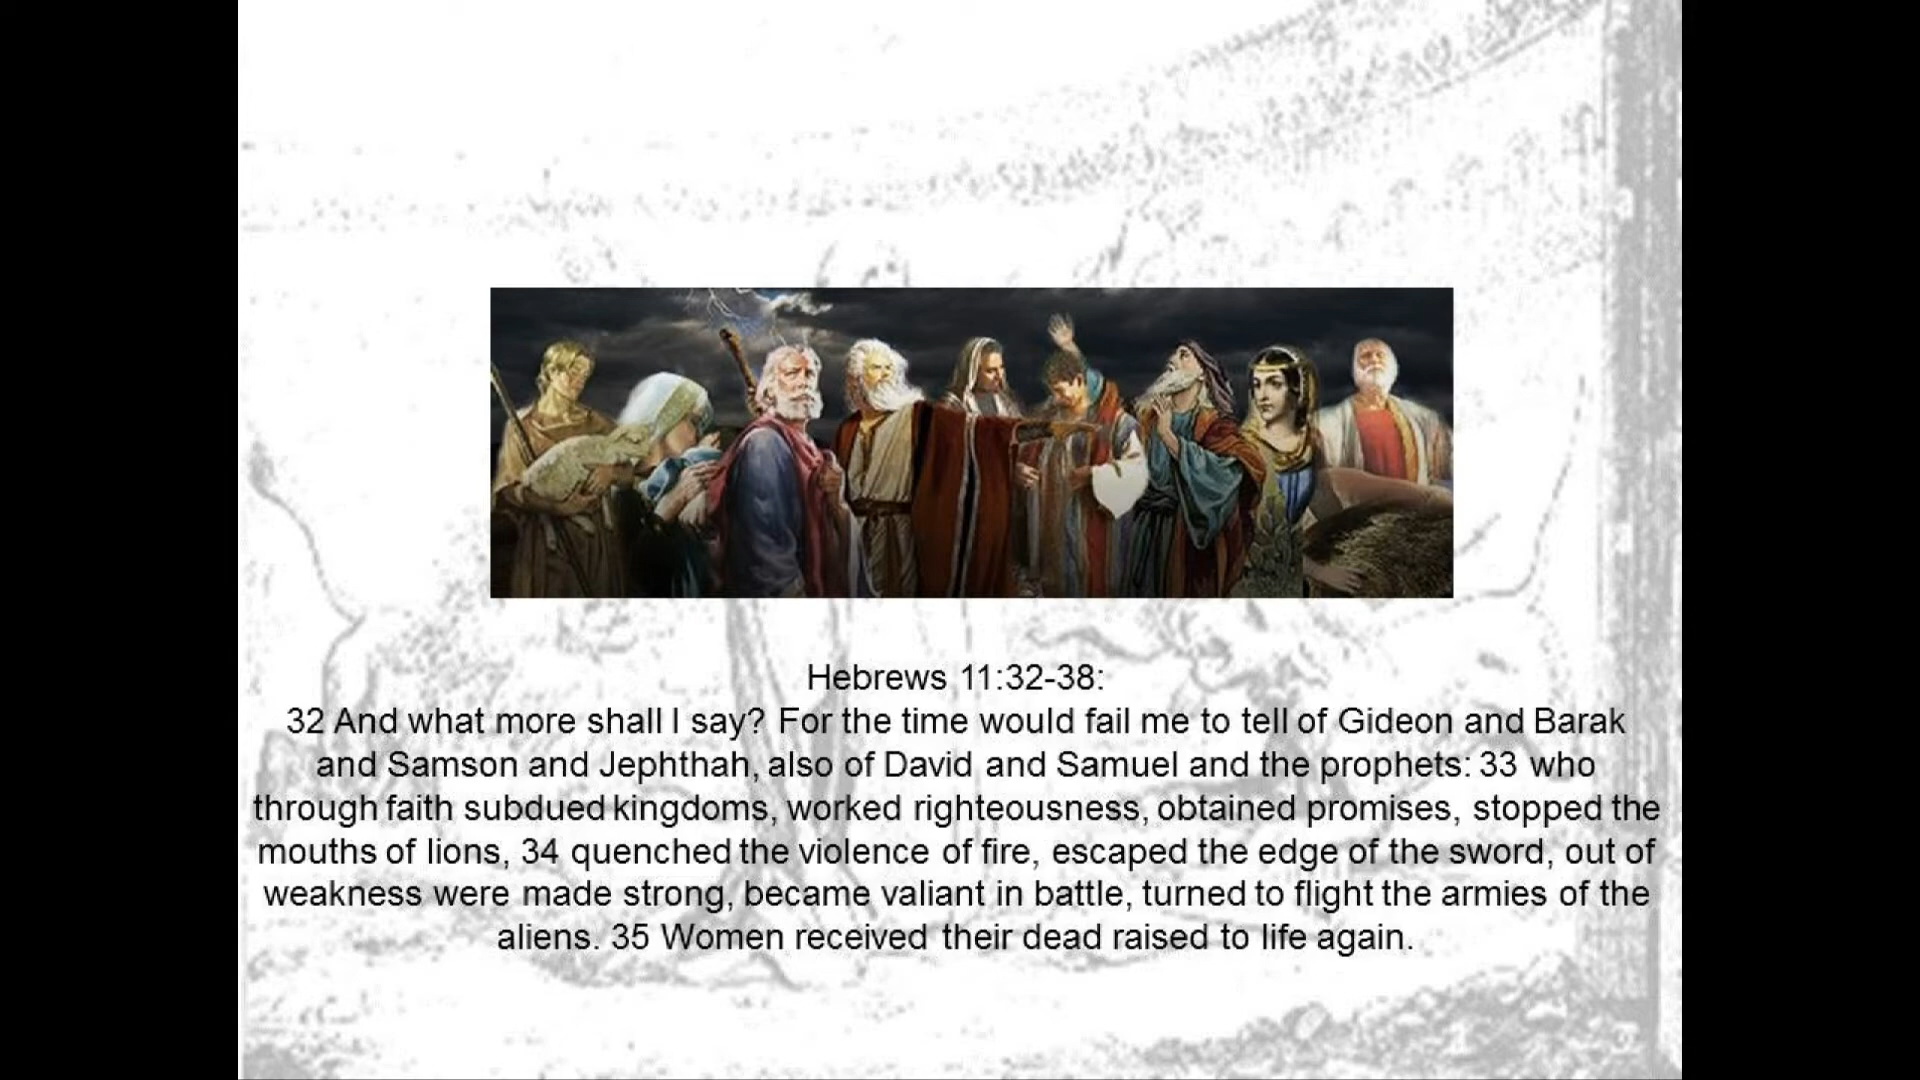 Hebrews 11:32-38:
32 And what more shall I say? For the time would fail me to tell of Gideon and Barak
and Samson and Jephthah, also of David and Samuel and the prophets: 33 who
through faith subdued kingdoms, worked righteousness, obtained promises, stopped the
mouths of lions, 34 quenched the violence of fire, escaped the edge of the sword, out of
weakness were made strong, became valiant in battle, turned to flight the armies of the
aliens. 35 Women received their dead raised to life again.